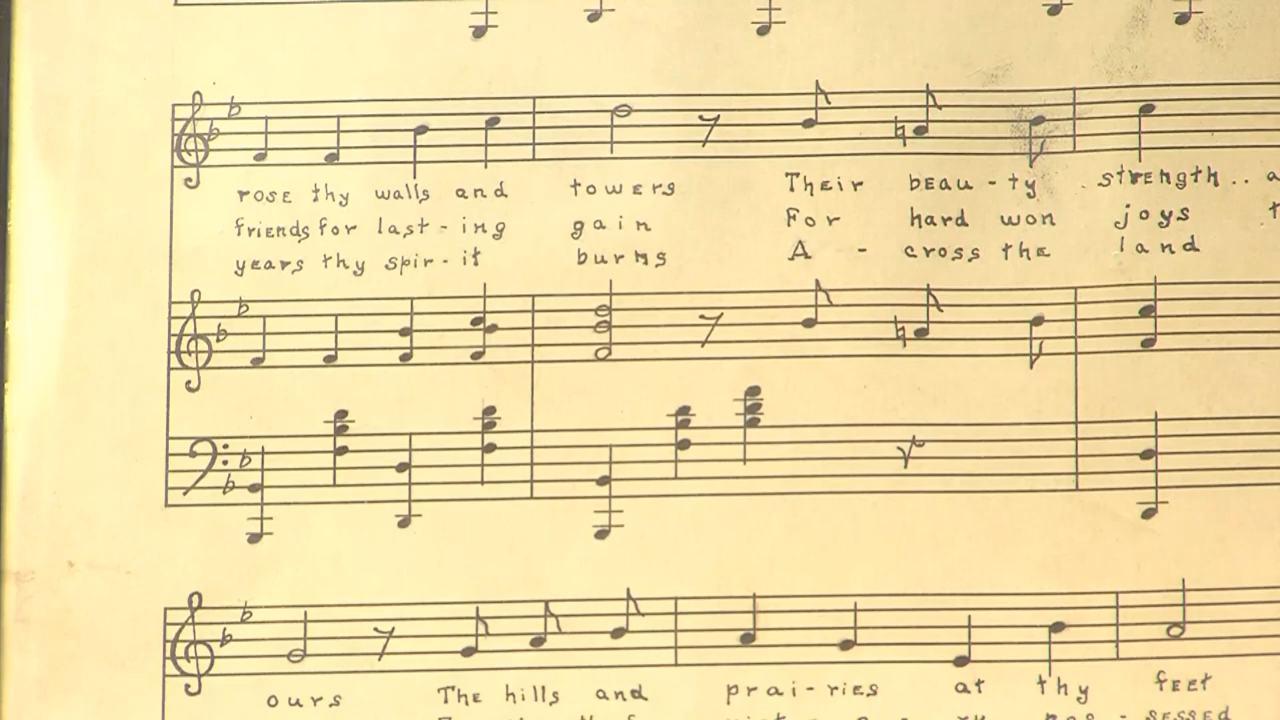 rose thy walls and towers Their beau-ty strength.. a
friends for last-ing gain For hard won joys
years thy spir-it burns A - cross the land
ours The hills and prai-ries at thy feet
sessed